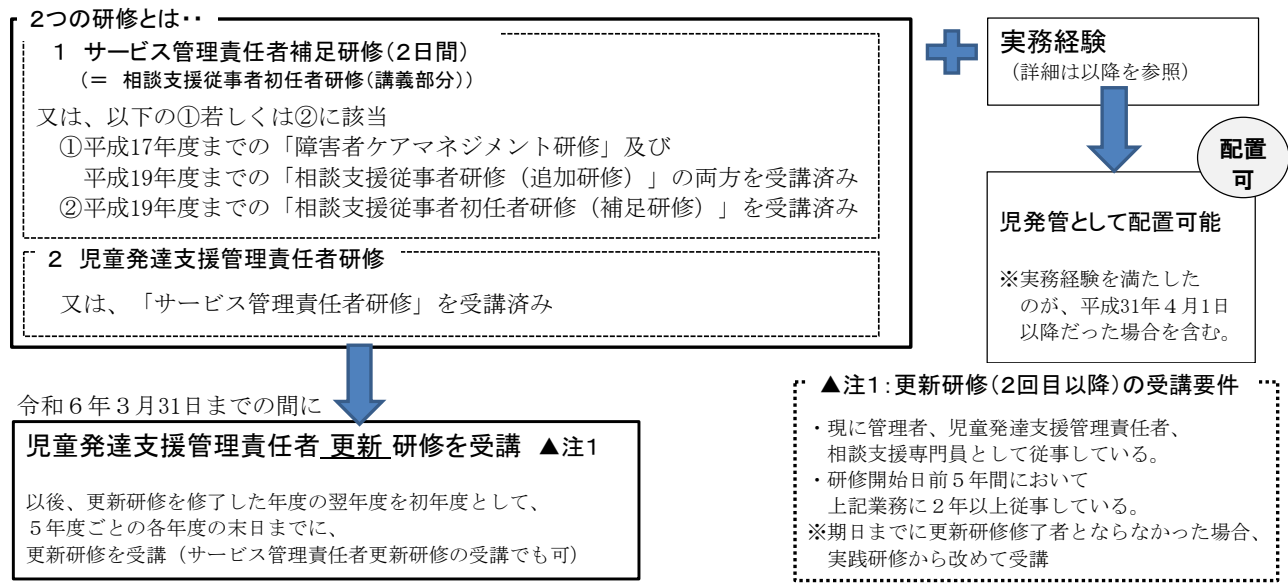 2つの研修とは・・
1 サービス管理責任者補足研修(2日間)
(= 相談支援従事者初任者研修(講義部分))
又は、以下の①若しくは②に該当
①平成17年度までの「障害者ケアマネジメント研修」及び
平成19年度までの「相談支援従事者研修（追加研修）」の両方を受講済み
②平成19年度までの「相談支援従事者初任者研修（補足研修）」を受講済み
2 児童発達支援管理責任者研修
又は、「サービス管理責任者研修」を受講済み
実務経験
（詳細は以降を参照）
配置
可
児発管として配置可能
※実務経験を満たした
のが、平成31年４月1日
以降だった場合を含む。
令和６年３月31日までの間に
児童発達支援管理責任者 更新 研修を受講 ▲注1
以後、更新研修を修了した年度の翌年度を初年度として、
５年度ごとの各年度の末日までに、
更新研修を受講（サービス管理責任者更新研修の受講でも可）
▲注1:更新研修(2回目以降)の受講要件
・現に管理者、児童発達支援管理責任者、
相談支援専門員として従事している。
・研修開始日前５年間において
上記業務に２年以上従事している。
※期日までに更新研修修了者とならなかった場合、
実践研修から改めて受講